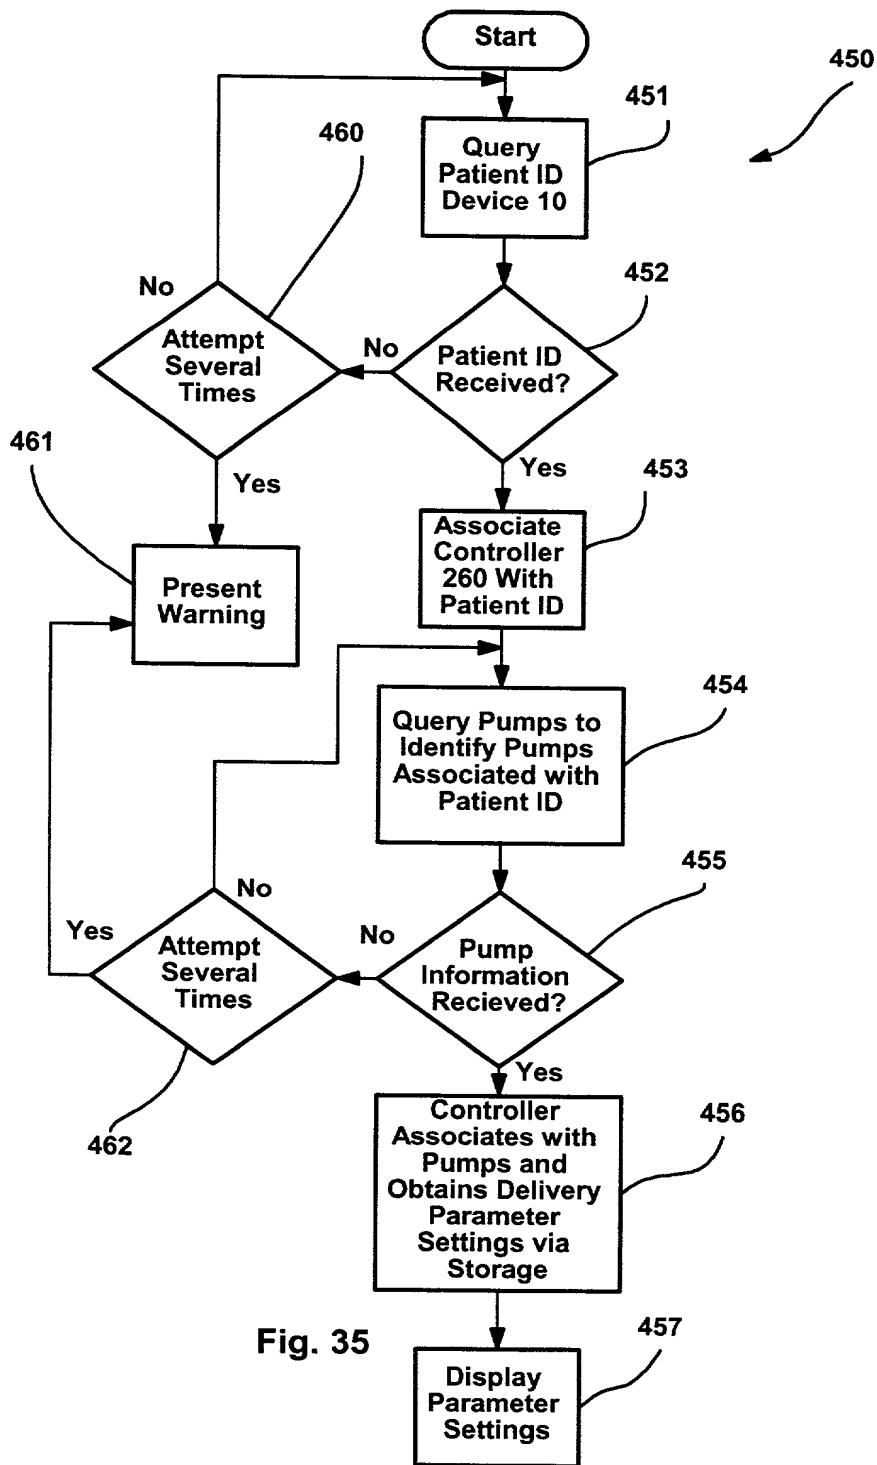 Start
450
451
Query
Patient ID
Device 10
460
452
No
Attempt
Several
Times
No
Patient ID
Received?
461
Yes
Yes
453
Present
Warning
Associate
Controller
260 With
Patient ID
454
Query Pumps to
Identify Pumps
Associated with
Patient ID
455
No
Yes
Attempt
Several
Times
No
Pump
Information
Recieved?
462
Yes
Controller
Associates with
Pumps and
Obtains Delivery
Parameter
Settings via
Storage
456
Fig. 35
457
Display
Parameter
Settings